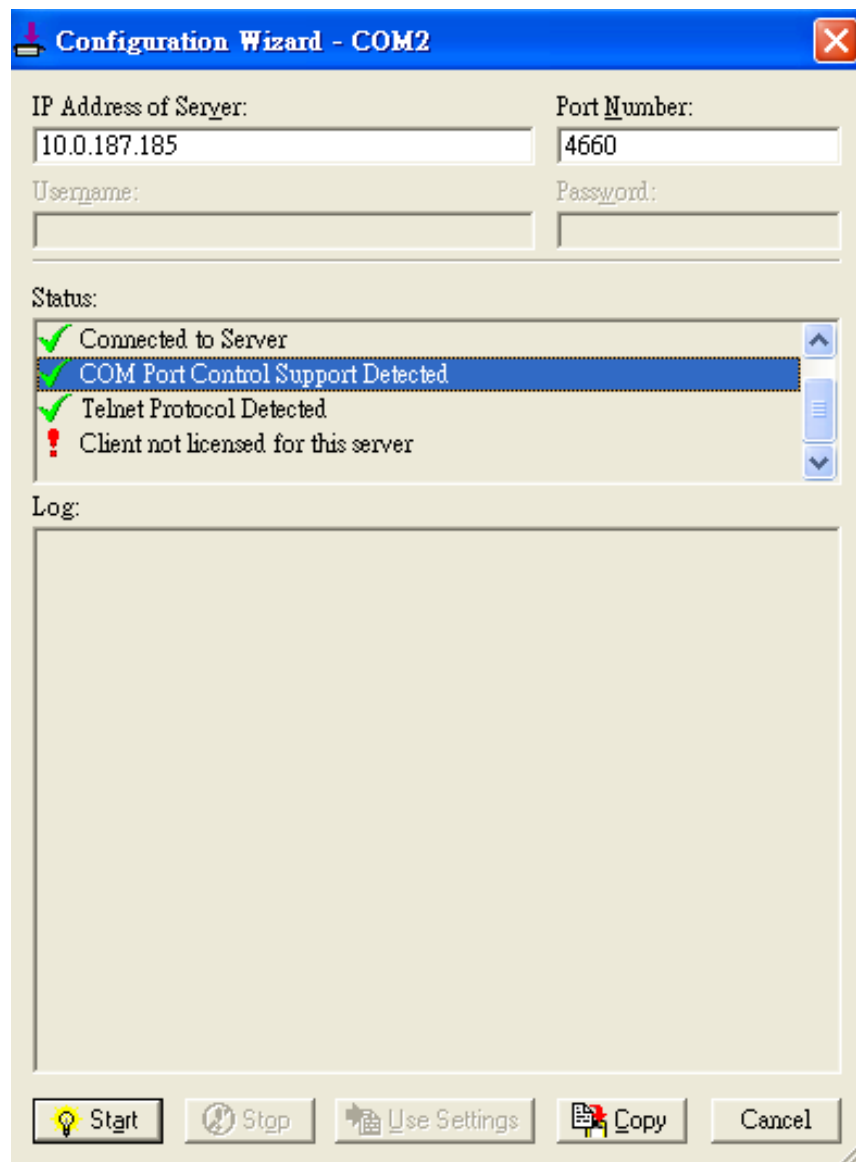 Configuration Wizard - COM2
IP Address of Server: Port Number:
10.0.187.185 4660
Username: Password:
Status:
Connected to Server
COM Port Control Support Detected
Telnet Protocol Detected
Client not licensed for this server
Log:
Start Stop Use Settings Copy Cancel